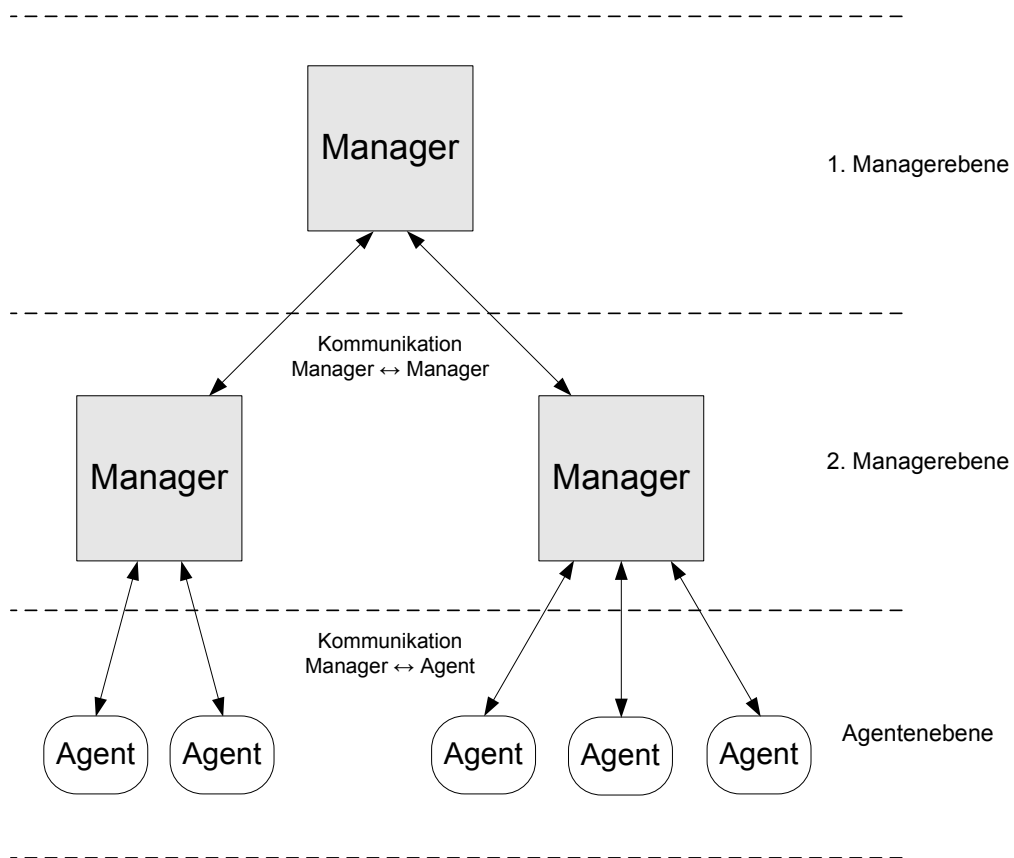 Manager
1. Managerebene
Kommunikation
Manager ↔ Manager
Manager
Manager
2. Managerebene
Kommunikation
Manager ↔ Agent
Agent
Agent
Agent
Agent
Agent
Agentenebene